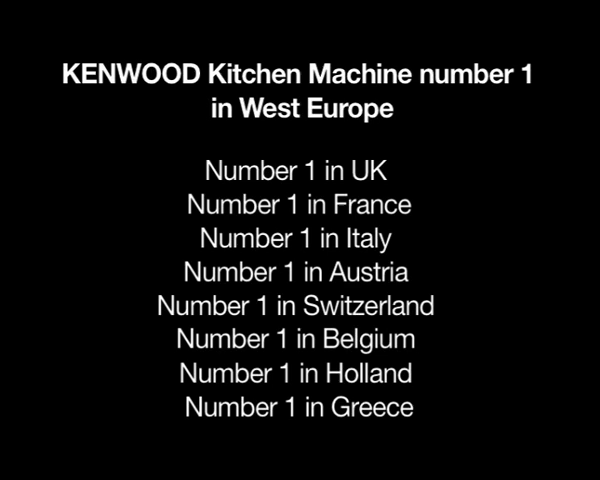 KENWOOD Kitchen Machine number 1
in West Europe
Number 1 in UK
Number 1 in France
Number 1 in Italy
Number 1 in Austria
Number 1 in Switzerland
Number 1 in Belgium
Number 1 in Holland
Number 1 in Greece